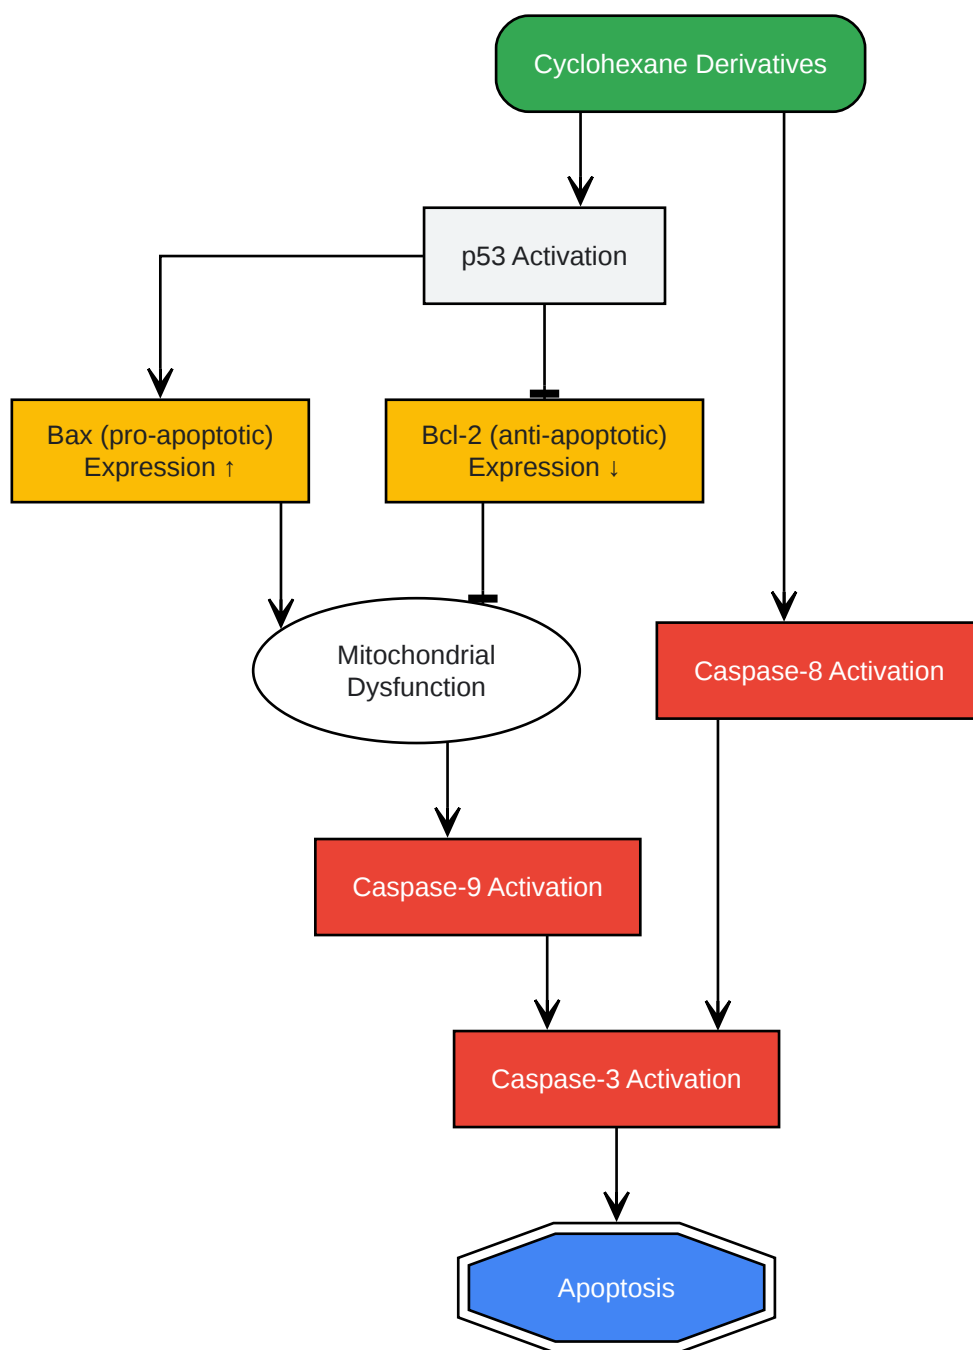 Cyclohexane Derivatives
p53 Activation
Bax (pro-apoptotic)
Expression ↑
Bcl-2 (anti-apoptotic)
Expression ↓
Mitochondrial
Dysfunction
Caspase-8 Activation
Caspase-9 Activation
Caspase-3 Activation
Apoptosis